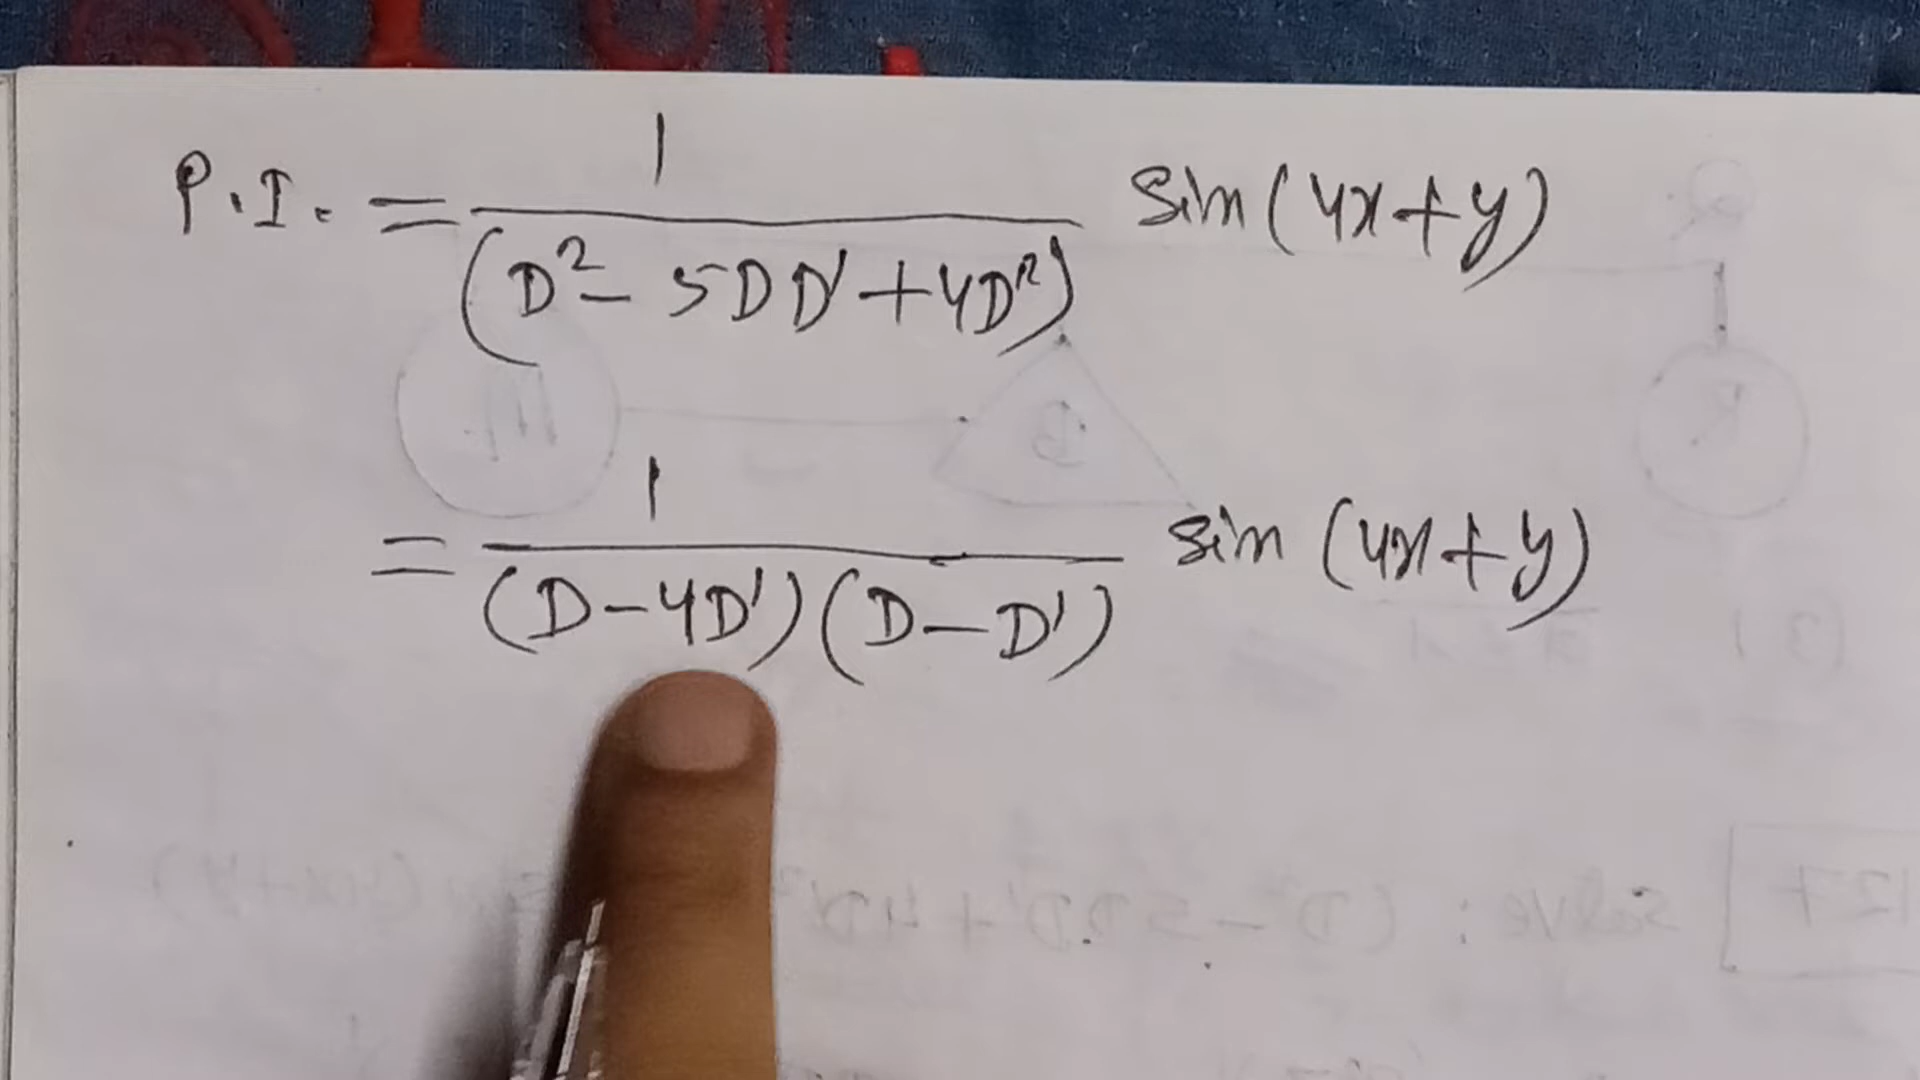 P.I. = 1
(D² - 5DD' + 4D'²) sin(4x+y)
= 1
(D-4D')(D-D') sin(4x+y)